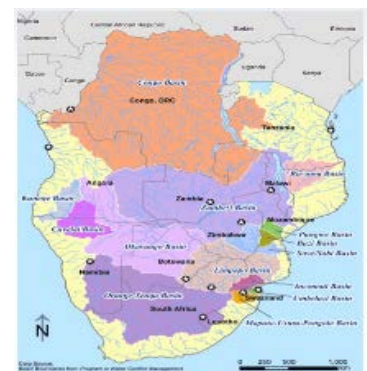 Nigeria
Central African Republic
Sudan
Ethiopia
Cameroon
Gabon
Congo
Uganda
Kenya
Congo Basin
Congo, DRC
Tanzania
Ruvuma Basin
Angola
Malawi
Zambia
Zambezi Basin
Kunene Basin
Cuvelai Basin
Mozambique
Zimbabwe
Pungwe Basin
Buzi Basin
Save/Sabi Basin
Okavango Basin
Botswana
Limpopo Basin
Namibia
Incomati Basin
Umbeluzi Basin
Swaziland
Orange-Senqu Basin
Maputo-Usutu-Pongola Basin
South Africa
Lesotho
N
0
250
500
1,000